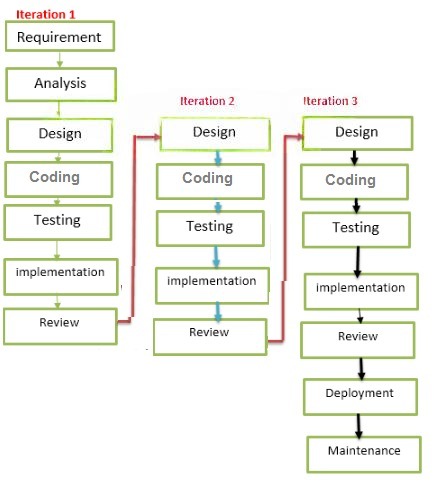 Iteration 1
Requirement
Analysis
Design
Coding
Testing
implementation
Review
Iteration 2
Design
Coding
Testing
implementation
Review
Iteration 3
Design
Coding
Testing
implementation
Review
Deployment
Maintenance